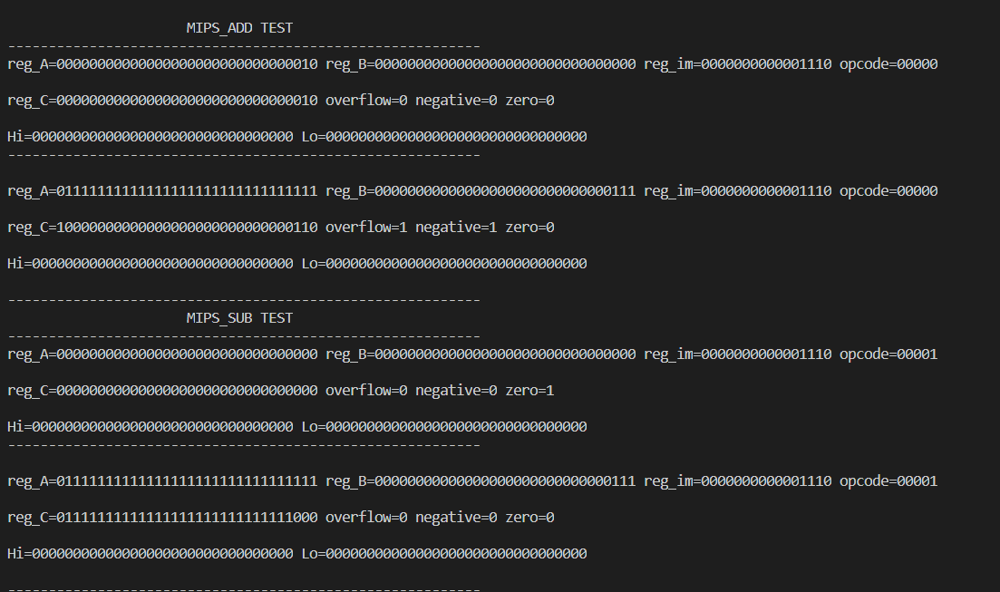 MIPS_ADD TEST
----------------------------------------------------------
reg_A=00000000000000000000000000000010 reg_B=00000000000000000000000000000000 reg_im=0000000000001110 opcode=00000
reg_C=00000000000000000000000000000010 overflow=0 negative=0 zero=0
Hi=00000000000000000000000000000000 Lo=00000000000000000000000000000000
----------------------------------------------------------
reg_A=01111111111111111111111111111111 reg_B=00000000000000000000000000000111 reg_im=0000000000001110 opcode=00000
reg_C=10000000000000000000000000000110 overflow=1 negative=1 zero=0
Hi=00000000000000000000000000000000 Lo=00000000000000000000000000000000
----------------------------------------------------------
MIPS_SUB TEST
----------------------------------------------------------
reg_A=00000000000000000000000000000000 reg_B=00000000000000000000000000000000 reg_im=0000000000001110 opcode=00001
reg_C=00000000000000000000000000000000 overflow=0 negative=0 zero=1
Hi=00000000000000000000000000000000 Lo=00000000000000000000000000000000
----------------------------------------------------------
reg_A=01111111111111111111111111111111 reg_B=00000000000000000000000000000111 reg_im=0000000000001110 opcode=00001
reg_C=01111111111111111111111111111000 overflow=0 negative=0 zero=0
Hi=00000000000000000000000000000000 Lo=00000000000000000000000000000000
----------------------------------------------------------